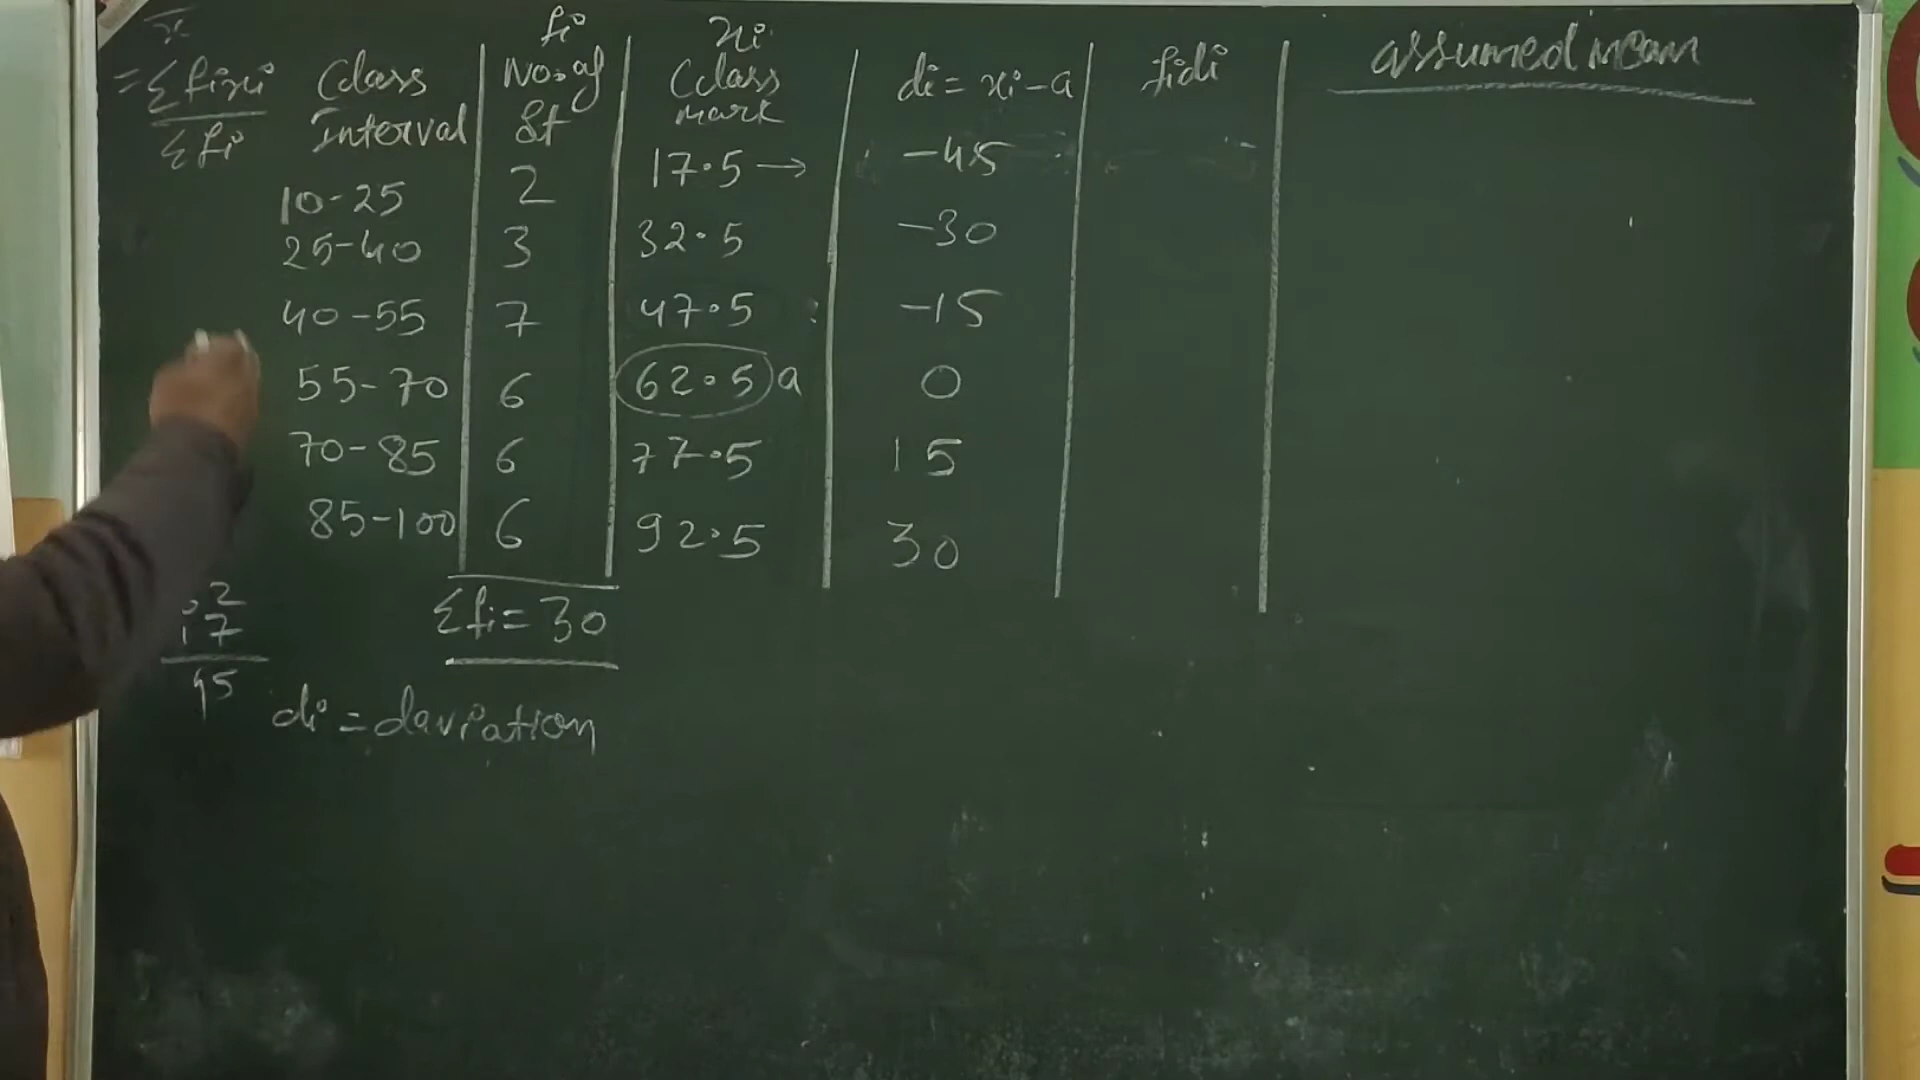 x̄
= Σfixi / Σfi
Class Interval | fi No. of St | xi Class mark | di = xi - a | fidi
assumed mean
10-25 | 2 | 17.5 → | -45
25-40 | 3 | 32.5 | -30
40-55 | 7 | 47.5 | -15
55-70 | 6 | 62.5 a | 0
70-85 | 6 | 77.5 | 15
85-100 | 6 | 92.5 | 30
Σfi = 30
di = daviation